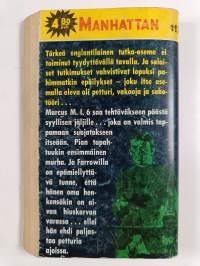 MANHATTAN
Tärkeä englantilainen tutka-asema ei
toiminut tyydyttävällä tavalla. Ja salai-
set tutkimukset vahvistivat lopuksi pa-
himmatkin epäilykset – joku itse ase-
malla oleva oli petturi, vakooja ja sabo-
tööri . . .
Marcus M. I. 6 saa tehtäväkseen päästä
syyllisen jäljille . . . joka on valmis tap-
pamaan suojatakseen
itseään. Pian tapah-
tuukin ensimmäinen
murha. Ja Farrowilla
on epämiellyttä-
vä tunne, että
hänen oma hen-
kensäkin on ai-
van hiuskarvan
varassa . . . ellei
hän ehdi paljas-
taa petturia
ajoissa.